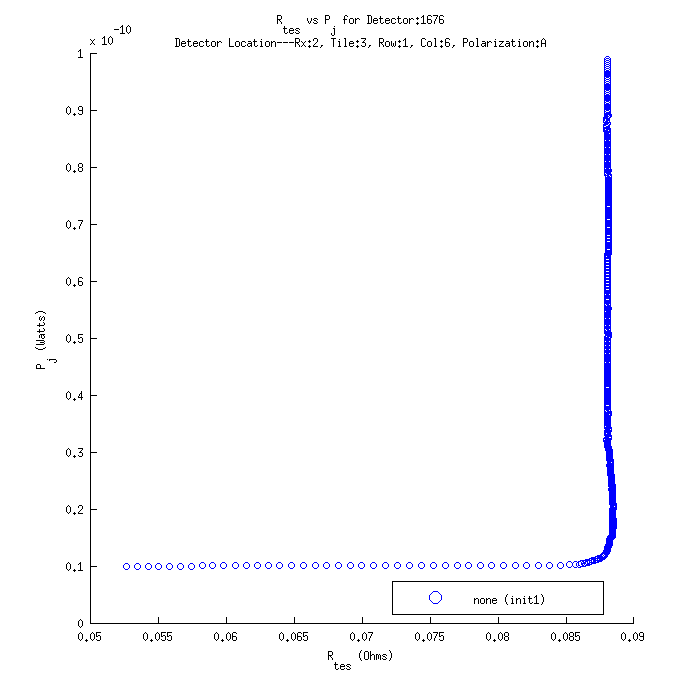 R_tes vs P_j for Detector:1676
x 10^-10
Detector Location---Rx:2, Tile:3, Row:1, Col:6, Polarization:A
1
0.9
0.8
0.7
0.6
0.5
0.4
0.3
0.2
0.1
0
P_j (Watts)
none (init1)
0.05 0.055 0.06 0.065 0.07 0.075 0.08 0.085 0.09
R_tes (Ohms)